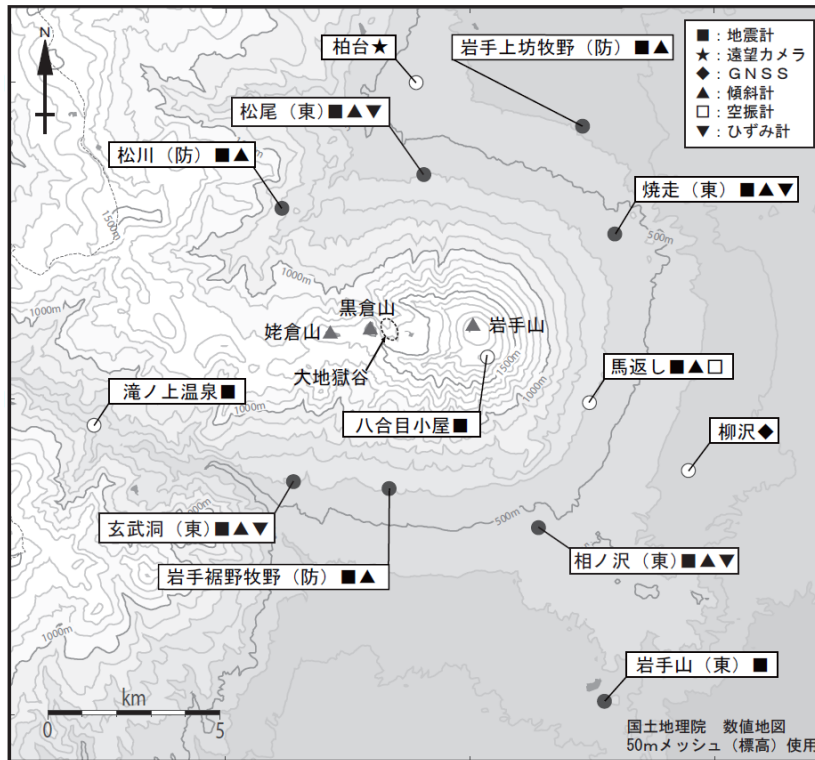 N
柏台★
岩手上坊牧野(防)■▲
■:地震計
★:遠望カメラ
◆:GNSS
▲:傾斜計
□:空振計
▼:ひずみ計
松尾(東)■▲▼
松川(防)■▲
焼走(東)■▲▼
1500m
500m
1000m
1000m
黒倉山
姥倉山
岩手山
大地獄谷
1500m
1000m
馬返し■▲□
滝ノ上温泉■
1000m
八合目小屋■
柳沢◆
500m
玄武洞(東)■▲▼
相ノ沢(東)■▲▼
岩手裾野牧野(防)■▲
1000m
岩手山(東)■
km
0 5
国土地理院 数値地図
50mメッシュ(標高)使用